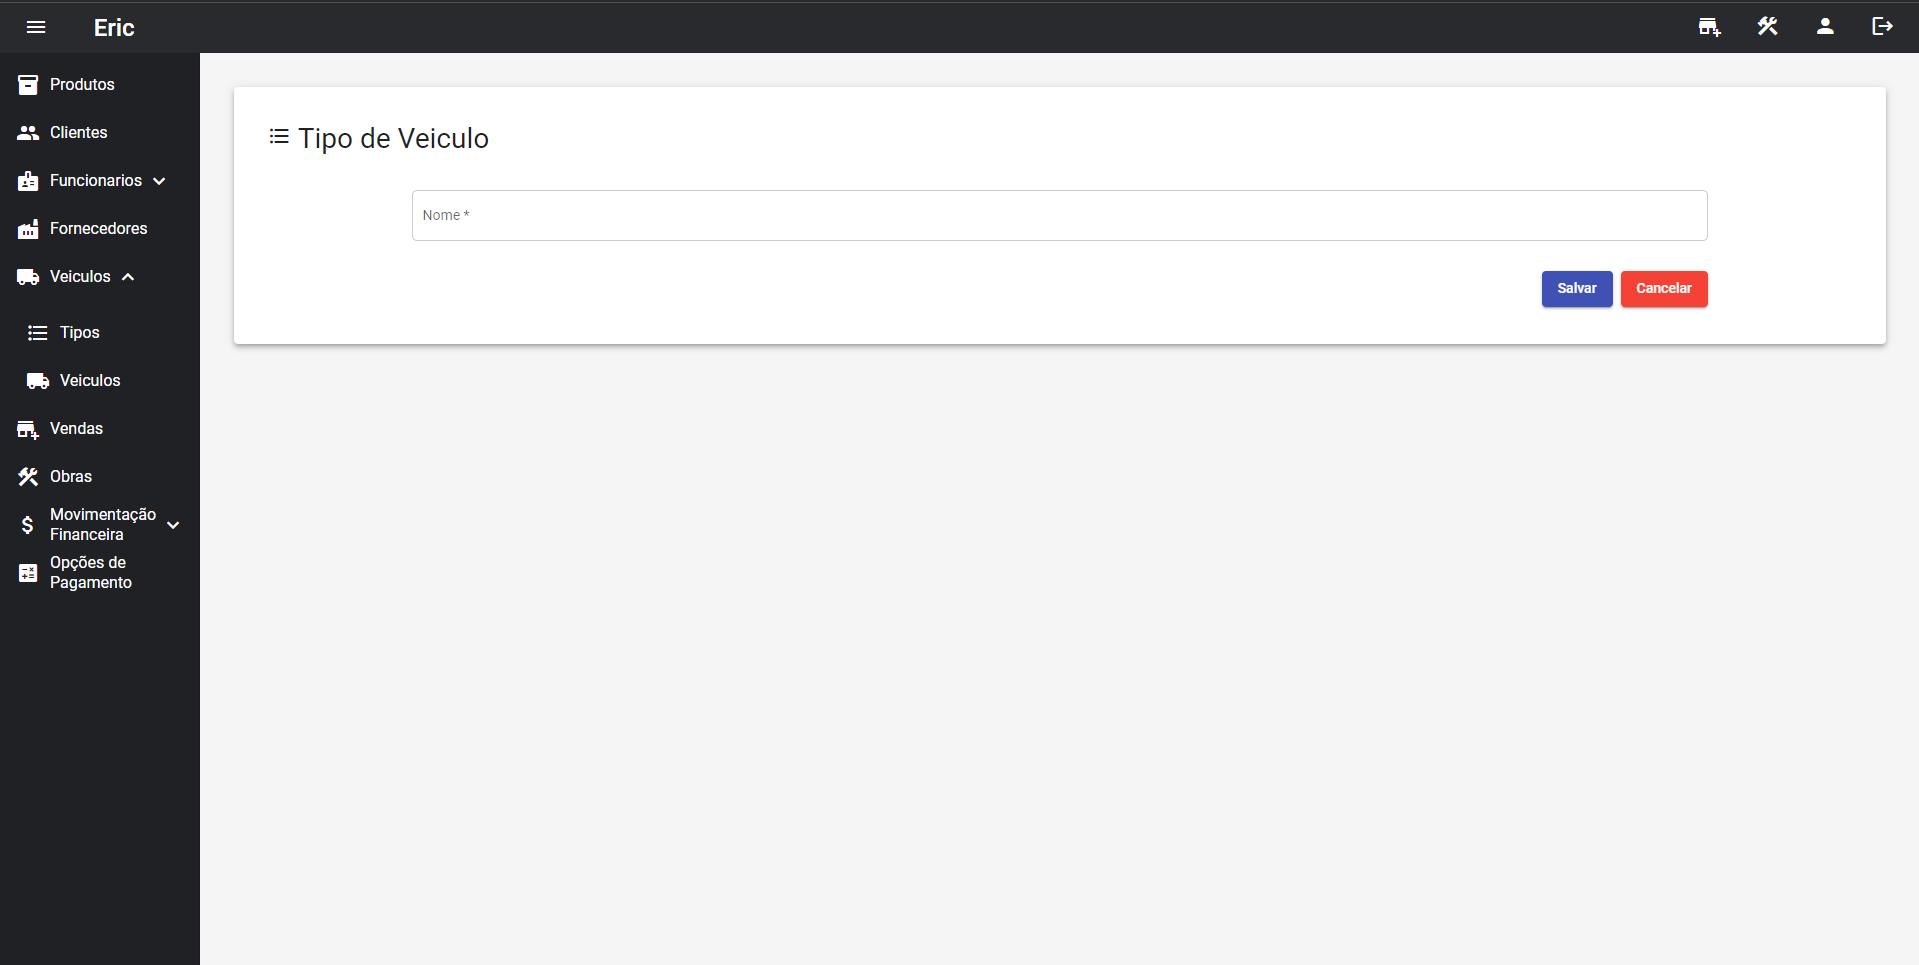 Eric
Produtos
Clientes
Funcionarios
Fornecedores
Veiculos
Tipos
Veiculos
Vendas
Obras
Movimentação
Financeira
Opções de
Pagamento
Tipo de Veiculo
Nome *
Salvar
Cancelar